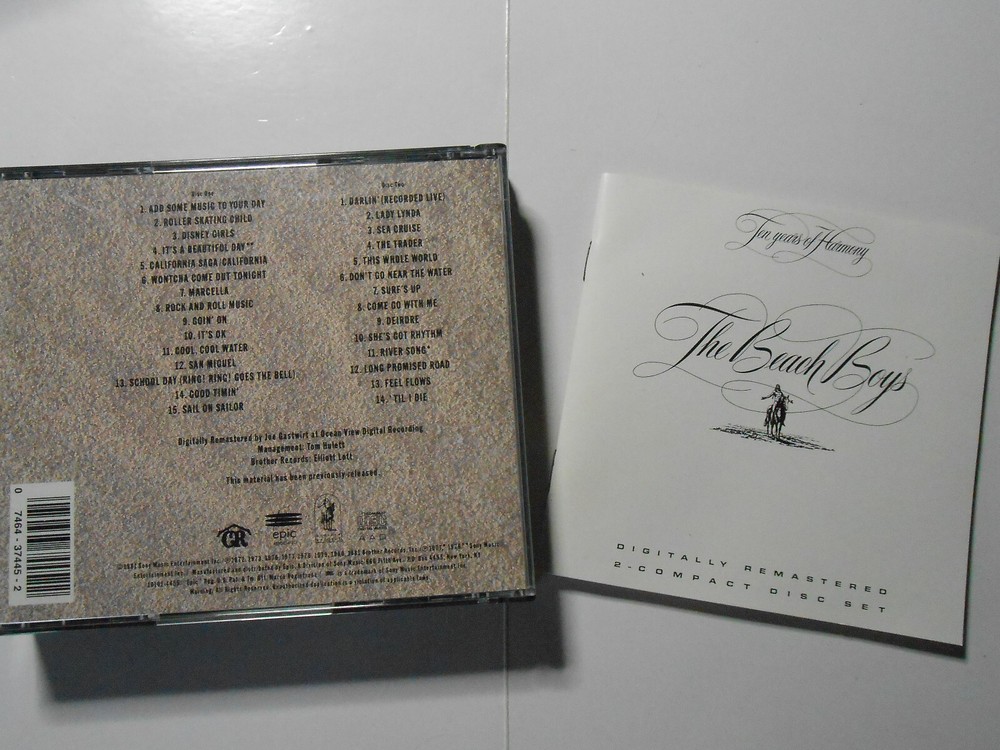 Disc One
1. ADD SOME MUSIC TO YOUR DAY
2. ROLLER SKATING CHILD
3. DISNEY GIRLS
4. IT'S A BEAUTIFUL DAY**
5. CALIFORNIA SAGA/CALIFORNIA
6. WONTCHA COME OUT TONIGHT
7. MARCELLA
8. ROCK AND ROLL MUSIC
9. GOIN' ON
10. IT'S OK
11. COOL, COOL WATER
12. SAN MIGUEL
13. SCHOOL DAY (RING! RING! GOES THE BELL)
14. GOOD TIMIN'
15. SAIL ON SAILOR
Disc Two
1. DARLIN' (RECORDED LIVE)
2. LADY LYNDA
3. SEA CRUISE
4. THE TRADER
5. THIS WHOLE WORLD
6. DON'T GO NEAR THE WATER
7. SURF'S UP
8. COME GO WITH ME
9. DEIRDRE
10. SHE'S GOT RHYTHM
11. RIVER SONG*
12. LONG PROMISED ROAD
13. FEEL FLOWS
14. 'TIL I DIE
Digitally Remastered by Joe Gastwirt at Ocean View Digital Recording
Management: Tom Hulett
Brother Records: Elliott Lott
This material has been previously released.
GR
epic
0 7464-37445-2
Ten years of Harmony
The Beach Boys
DIGITALLY REMASTERED
2-COMPACT DISC SET